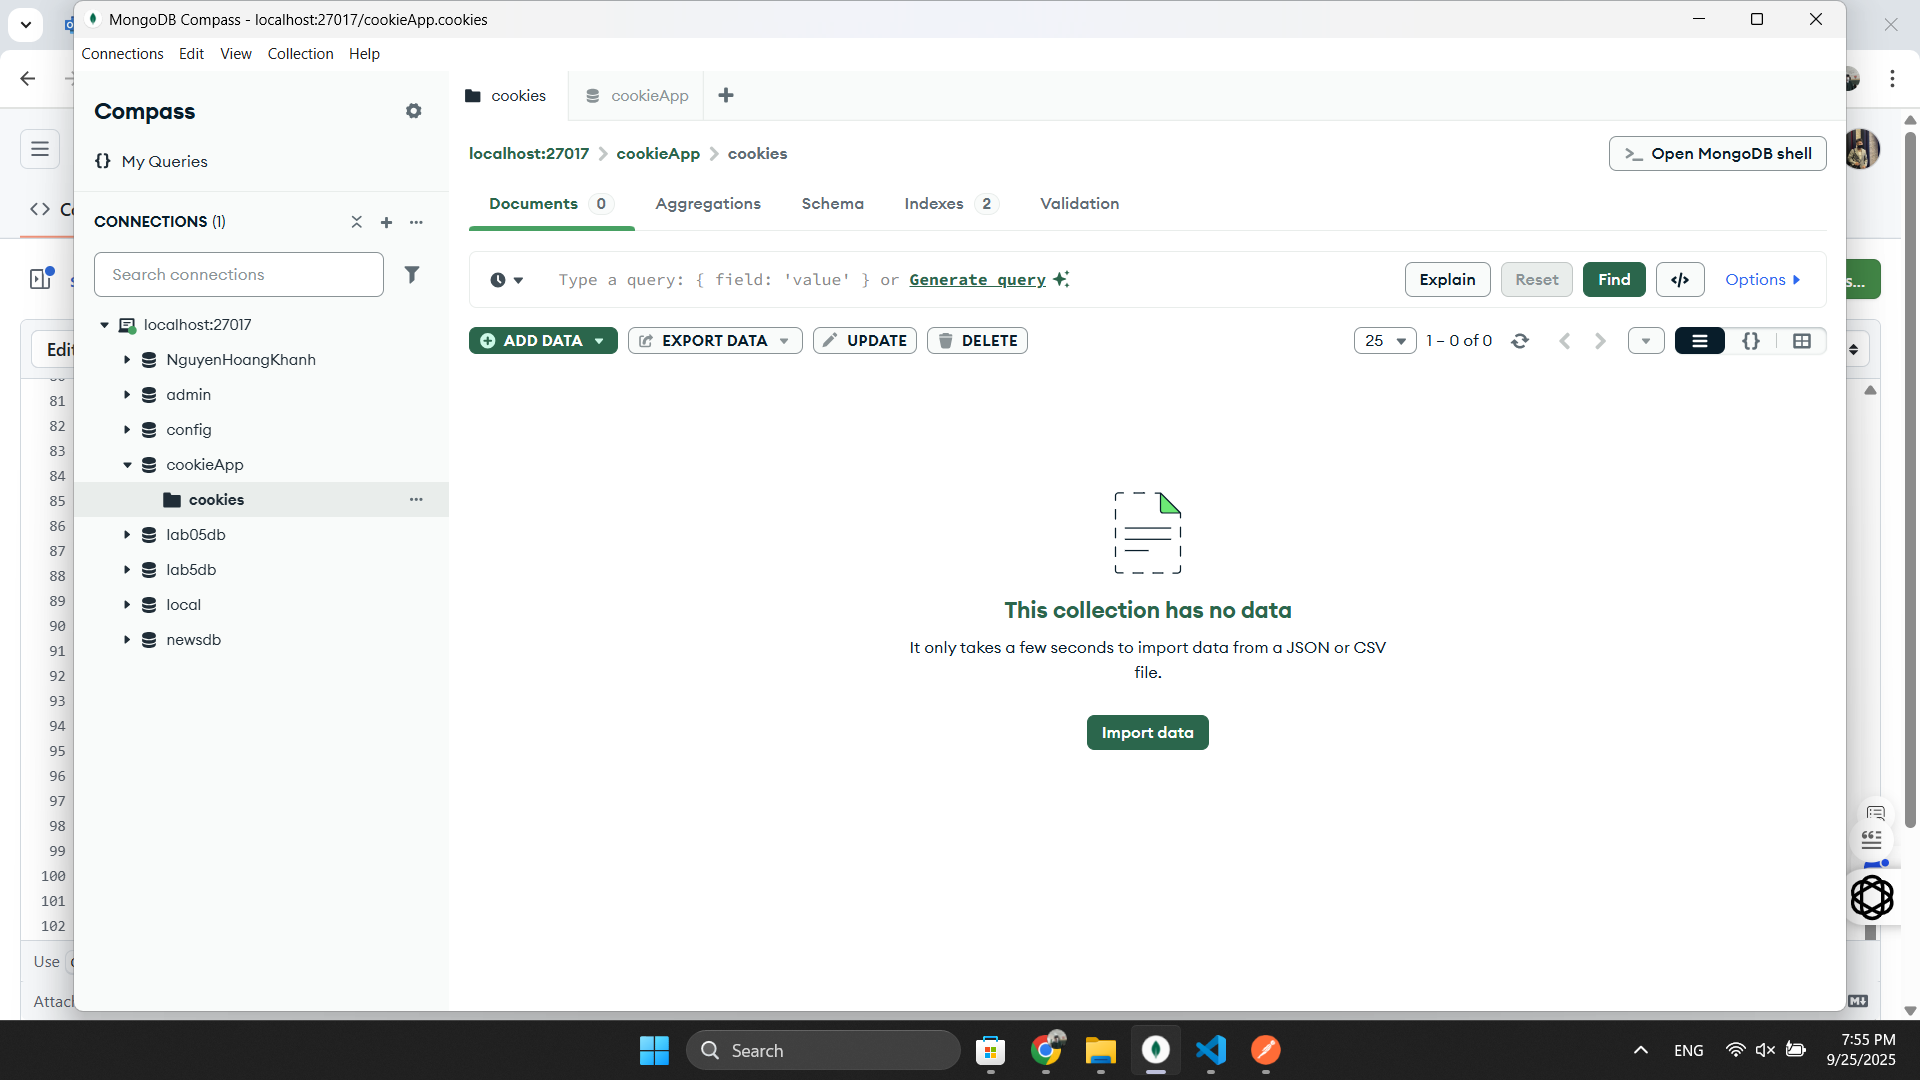 MongoDB Compass - localhost:27017/cookieApp.cookies
Connections Edit View Collection Help
Compass
{} My Queries
CONNECTIONS (1)
Search connections
localhost:27017
NguyenHoangKhanh
admin
config
cookieApp
cookies
lab05db
lab5db
local
newsdb
cookies
cookieApp
localhost:27017 > cookieApp > cookies
>_ Open MongoDB shell
Documents 0
Aggregations
Schema
Indexes 2
Validation
Type a query: { field: 'value' } or Generate query
Explain
Reset
Find
</>
Options
ADD DATA
EXPORT DATA
UPDATE
DELETE
25
1 – 0 of 0
{}
This collection has no data
It only takes a few seconds to import data from a JSON or CSV
file.
Import data
<> Co
Edit
81
82
83
84
85
86
87
88
89
90
91
92
93
94
95
96
97
98
99
100
101
102
Use
Attac
s...
M↓
Search
ENG
7:55 PM
9/25/2025